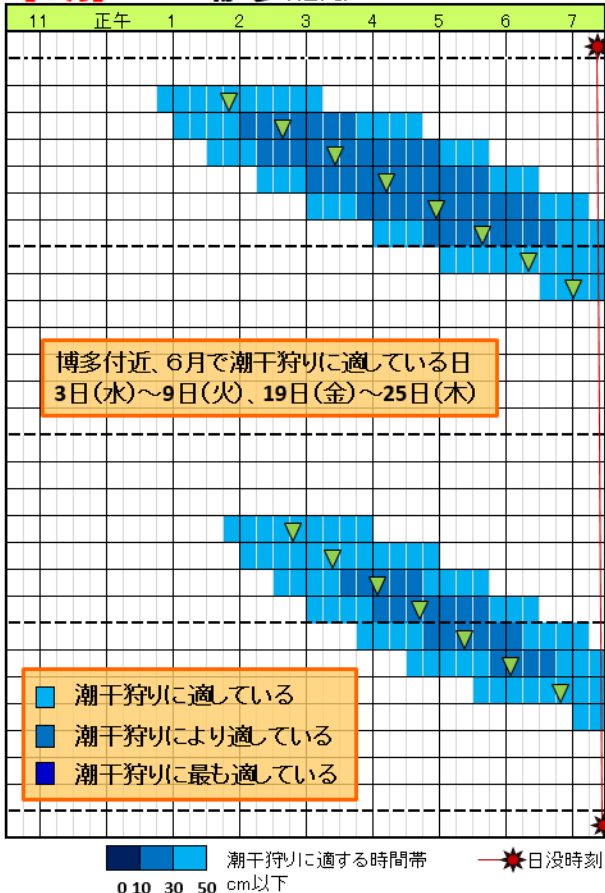 11 正午 1 2 3 4 5 6 7
博多付近、6月で潮干狩りに適している日
3日(水)～9日(火)、19日(金)～25日(木)
潮干狩りに適している
潮干狩りにより適している
潮干狩りに最も適している
潮干狩りに適する時間帯
日没時刻
0 10 30 50 cm以下